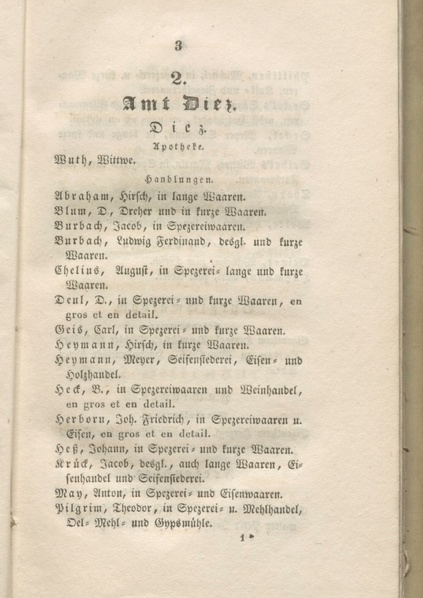 3
2.
Amt Diez.
Diez.
Apotheke.
Wuth, Wittwe.
Handlungen.
Abraham, Hirsch, in lange Waaren.
Blum, D., Dreher und in kurze Waaren.
Burbach, Jacob, in Spezereiwaaren.
Burbach, Ludwig Ferdinand, desgl. und kurze
Waaren.
Chelius, August, in Spezerei- lange und kurze
Waaren.
Deul, D., in Spezerei- und kurze Waaren, en
gros et en detail.
Geis, Carl, in Spezerei- und kurze Waaren.
Heymann, Hirsch, in kurze Waaren.
Heymann, Meyer, Seifensiederei, Eisen- und
Holzhandel.
Heck, B., in Spezereiwaaren und Weinhandel,
en gros et en detail.
Herborn, Joh. Friedrich, in Spezereiwaaren u.
Eisen, en gros et en detail.
Heß, Johann, in Spezerei- und kurze Waaren.
Krück, Jacob, desgl., auch lange Waaren, Ei-
senhandel und Seifensiederei.
May, Anton, in Spezerei- und Eisenwaaren.
Pilgrim, Theodor, in Spezerei- u. Mehlhandel,
Oel- Mehl- und Gypsmühle.
1*